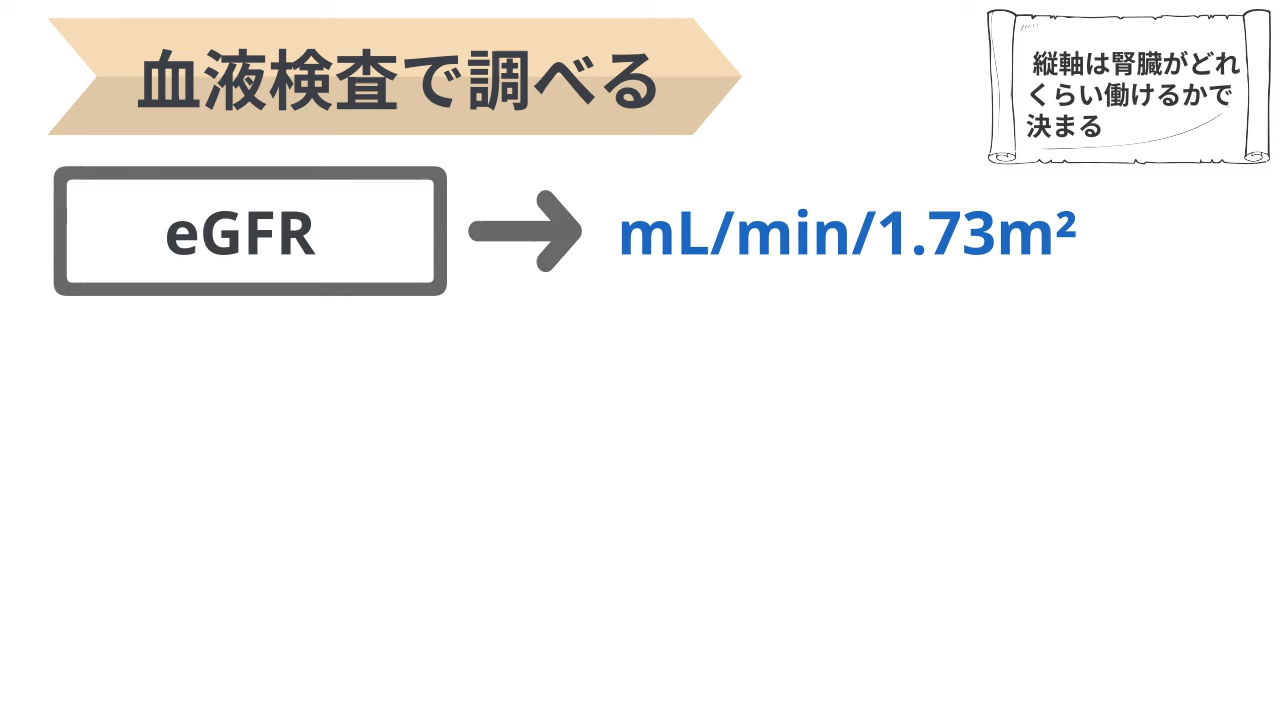 血液検査で調べる
縦軸は腎臓がどれ
くらい働けるかで
決まる
eGFR
mL/min/1.73m²